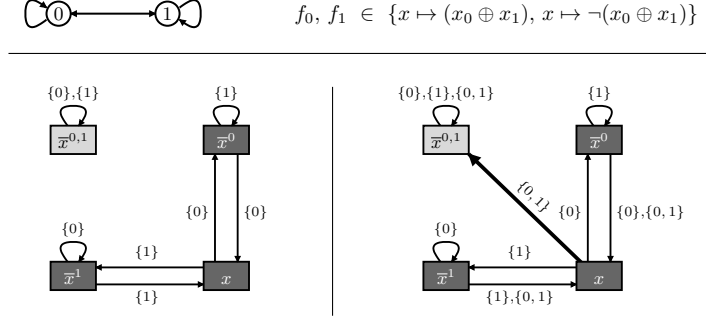 0 1 f₀, f₁ ∈ {x ↦ (x₀ ⊕ x₁), x ↦ ¬(x₀ ⊕ x₁)}
{0},{1} {1} {0},{1},{0, 1} {1}
x̅⁰,¹ x̅⁰ x̅⁰,¹ x̅⁰
{0, 1}
{0} {0} {0} {0},{0, 1}
{0} {1} {0} {1}
x̅¹ x x̅¹ x
{1} {1},{0, 1}